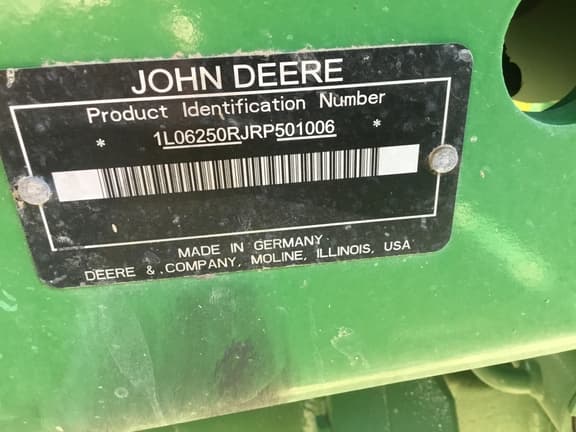 JOHN DEERE
Product Identification Number
* 1L06250RJRP501006 *
MADE IN GERMANY
DEERE & COMPANY, MOLINE, ILLINOIS, USA